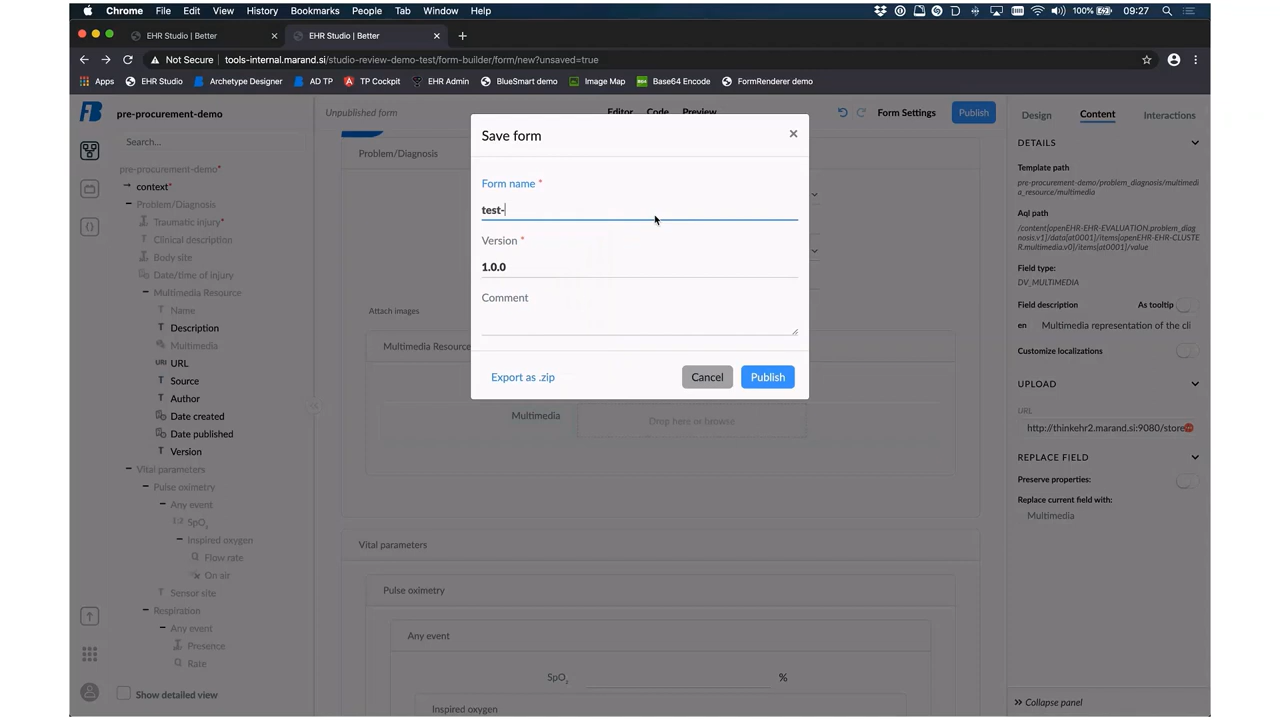 Chrome File Edit View History Bookmarks People Tab Window Help 100% 09:27
EHR Studio | Better EHR Studio | Better
Not Secure tools-internal.marand.si/studio-review-demo-test/form-builder/form/new?unsaved=true
Apps EHR Studio Archetype Designer AD TP TP Cockpit EHR Admin BlueSmart demo Image Map Base64 Encode FormRenderer demo
pre-procurement-demo
Unpublished form
Editor Code Preview
Form Settings
Publish
Design Content Interactions
Search...
pre-procurement-demo*
context*
Problem/Diagnosis
Traumatic injury*
Clinical description
Body site
Date/time of injury
Multimedia Resource
Name
Description
Multimedia
URI URL
Source
Author
Date created
Date published
Version
Vital parameters
Pulse oximetry
Any event
SpO₂
Inspired oxygen
Flow rate
On air
Sensor site
Respiration
Any event
Presence
Rate
Show detailed view
Problem/Diagnosis
Attach images
Multimedia Resource
Multimedia
Drop here or browse
Vital parameters
Pulse oximetry
Any event
SpO₂ %
Inspired oxygen
Save form
Form name *
test-
Version *
1.0.0
Comment
Export as .zip
Cancel
Publish
DETAILS
Template path
pre-procurement-demo/problem_diagnosis/multimedi
a_resource/multimedia
Aql path
/content[openEHR-EHR-EVALUATION.problem_diag
nosis.v1]/data[at0001]/items[openEHR-EHR-CLUSTE
R.multimedia.v0]/items[at0001]/value
Field type:
DV_MULTIMEDIA
Field description As tooltip
en Multimedia representation of the cli
Customize localizations
UPLOAD
URL
http://thinkehr2.marand.si:9080/store
REPLACE FIELD
Preserve properties:
Replace current field with:
Multimedia
Collapse panel